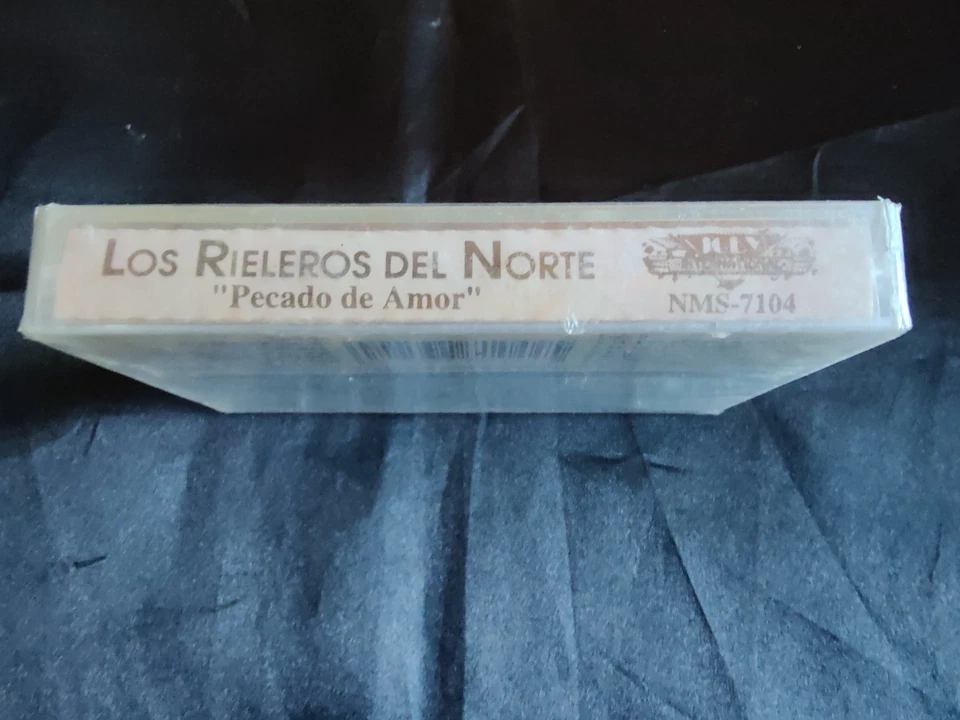 LOS RIELEROS DEL NORTE
"Pecado de Amor"
NMS-7104